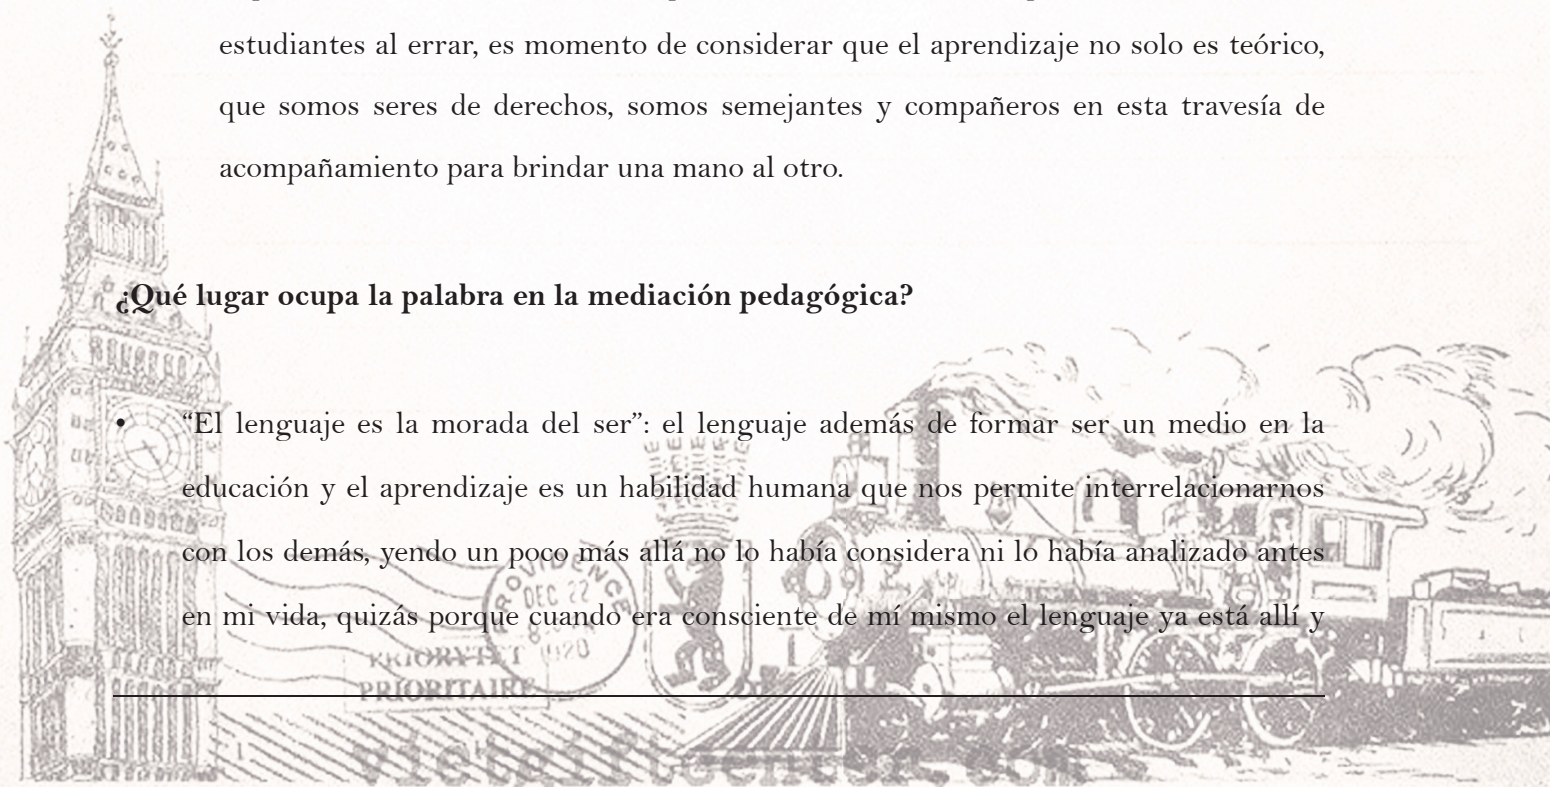 estudiantes al errar, es momento de considerar que el aprendizaje no solo es teórico,
que somos seres de derechos, somos semejantes y compañeros en esta travesía de
acompañamiento para brindar una mano al otro.
¿Qué lugar ocupa la palabra en la mediación pedagógica?
• “El lenguaje es la morada del ser”: el lenguaje además de formar ser un medio en la
educación y el aprendizaje es un habilidad humana que nos permite interrelacionarnos
con los demás, yendo un poco más allá no lo había considera ni lo había analizado antes
en mi vida, quizás porque cuando era consciente de mí mismo el lenguaje ya está allí y
PROVIDENCE
DEC 22
1920
PRIORITAIRE